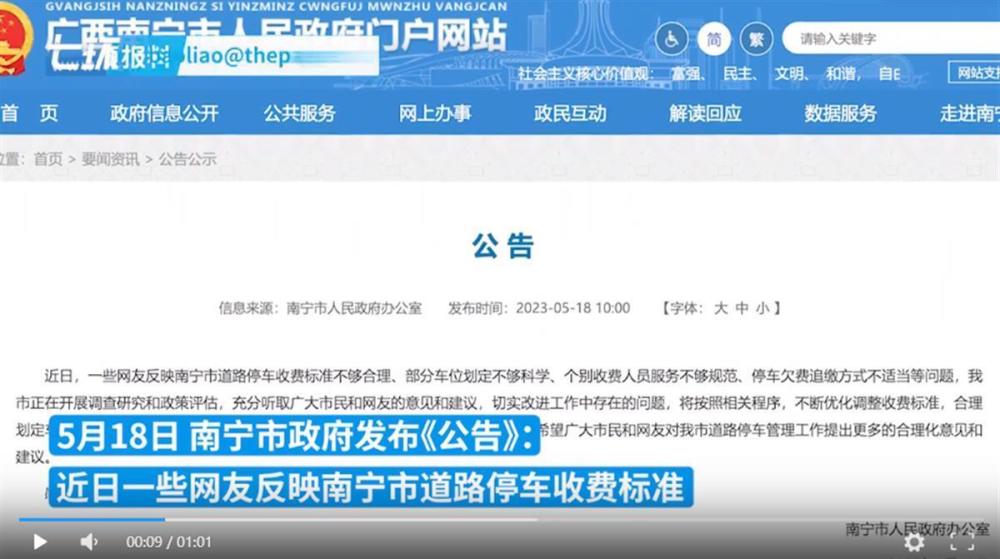 GVANGJSIH NANZNINGZ SI YINZMINZ CWNGFUJ MWNZHU VANGJCAN
广西南宁市人民政府门户网站
报料 liao@thep
简 繁 请输入关键字
社会主义核心价值观： 富强、 民主、 文明、 和谐， 自由 网站支持
首 页 政府信息公开 公共服务 网上办事 政民互动 解读回应 数据服务 走进南宁
位置：首页 > 要闻资讯 > 公告公示
公 告
信息来源：南宁市人民政府办公室 发布时间：2023-05-18 10:00 【字体： 大 中 小 】
近日，一些网友反映南宁市道路停车收费标准不够合理、部分车位划定不够科学、个别收费人员服务不够规范、停车欠费追缴方式不适当等问题，我
市正在开展调查研究和政策评估，充分听取广大市民和网友的意见和建议，切实改进工作中存在的问题，将按照相关程序，不断优化调整收费标准，合理
划定 希望广大市民和网友对我市道路停车管理工作提出更多的合理化意见和
建议。
5月18日 南宁市政府发布《公告》：
近日一些网友反映南宁市道路停车收费标准
南宁市人民政府办公室
00:09 / 01:01